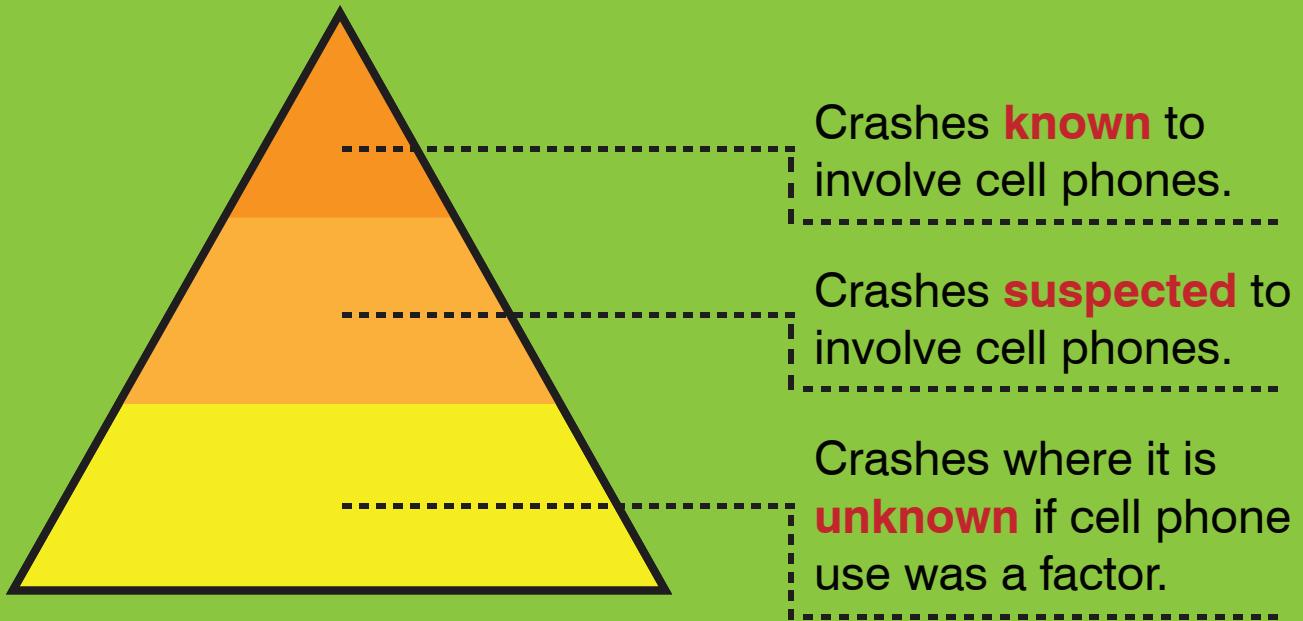 Crashes known to
involve cell phones.
Crashes suspected to
involve cell phones.
Crashes where it is
unknown if cell phone
use was a factor.